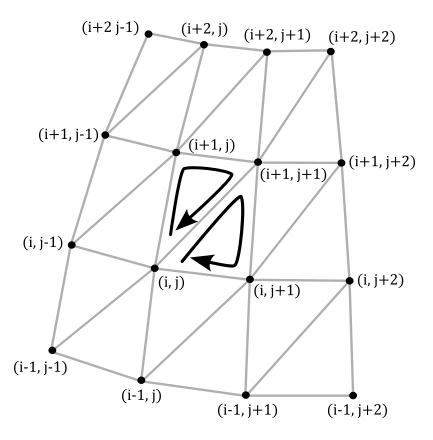 (i+2 j-1)
(i+2, j)
(i+2, j+1)
(i+2, j+2)
(i+1, j-1)
(i+1, j)
(i+1, j+1)
(i+1, j+2)
(i, j-1)
(i, j)
(i, j+1)
(i, j+2)
(i-1, j-1)
(i-1, j)
(i-1, j+1)
(i-1, j+2)